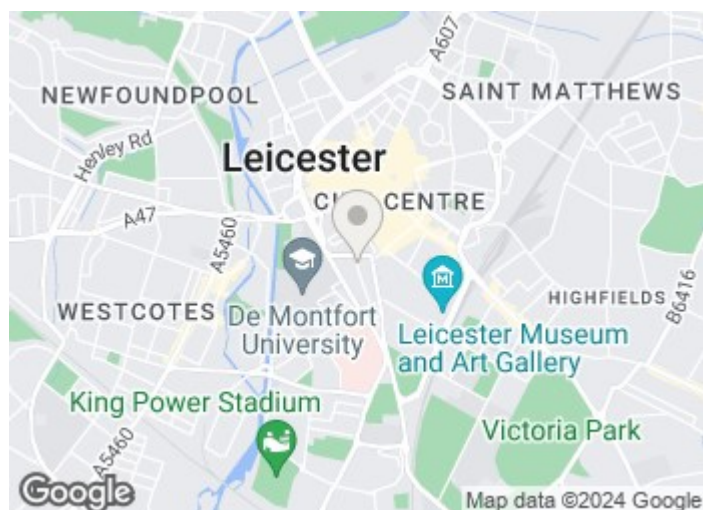 A607
NEWFOUNDPOOL
SAINT MATTHEWS
Henley Rd
Leicester
CENTRE
A47
A5460
B6416
HIGHFIELDS
WESTCOTES
De Montfort
University
Leicester Museum
and Art Gallery
King Power Stadium
Victoria Park
A5460
Google
Map data ©2024 Google